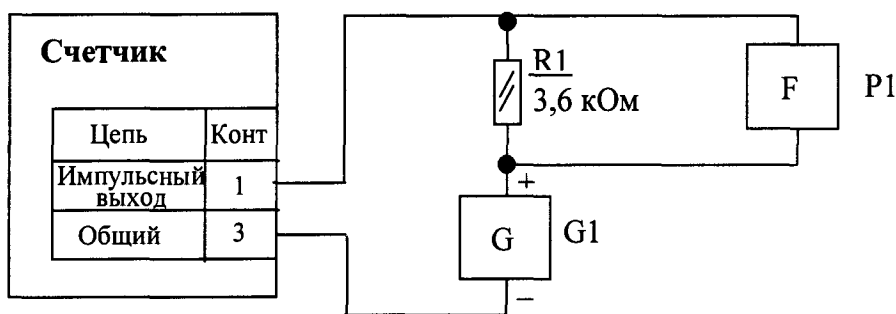 Счетчик
Цепь Конт
Импульсный выход 1
Общий 3
R1
3,6 кОм
F
P1
+
G
G1
−